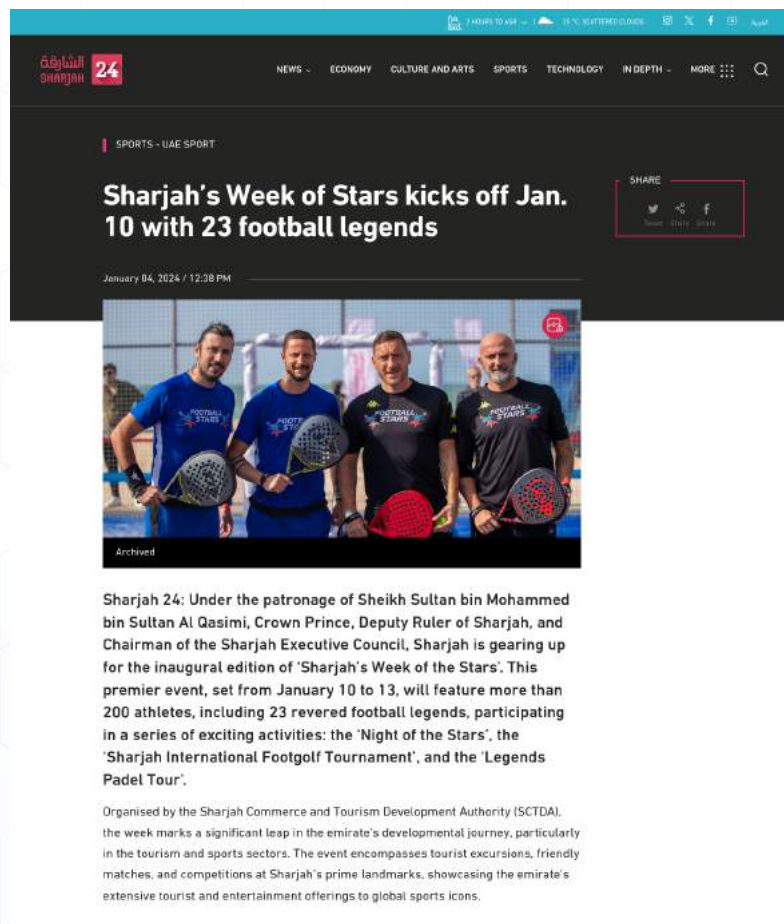 2 HOURS TO ASR
25 °C, SCATTERED CLOUDS
العربية
الشارقة
SHARJAH
24
NEWS
ECONOMY
CULTURE AND ARTS
SPORTS
TECHNOLOGY
IN DEPTH
MORE
SPORTS - UAE SPORT
Sharjah's Week of Stars kicks off Jan.
10 with 23 football legends
SHARE
Tweet Share Share
January 04, 2024 / 12:38 PM
FOOTBALL
STARS
FOOTBALL
STARS
FOOTBALL
STARS
FOOTBALL
STARS
Archived
Sharjah 24: Under the patronage of Sheikh Sultan bin Mohammed
bin Sultan Al Qasimi, Crown Prince, Deputy Ruler of Sharjah, and
Chairman of the Sharjah Executive Council, Sharjah is gearing up
for the inaugural edition of ‘Sharjah's Week of the Stars’. This
premier event, set from January 10 to 13, will feature more than
200 athletes, including 23 revered football legends, participating
in a series of exciting activities: the ‘Night of the Stars’, the
‘Sharjah International Footgolf Tournament’, and the ‘Legends
Padel Tour’.
Organised by the Sharjah Commerce and Tourism Development Authority (SCTDA),
the week marks a significant leap in the emirate's developmental journey, particularly
in the tourism and sports sectors. The event encompasses tourist excursions, friendly
matches, and competitions at Sharjah's prime landmarks, showcasing the emirate's
extensive tourist and entertainment offerings to global sports icons.